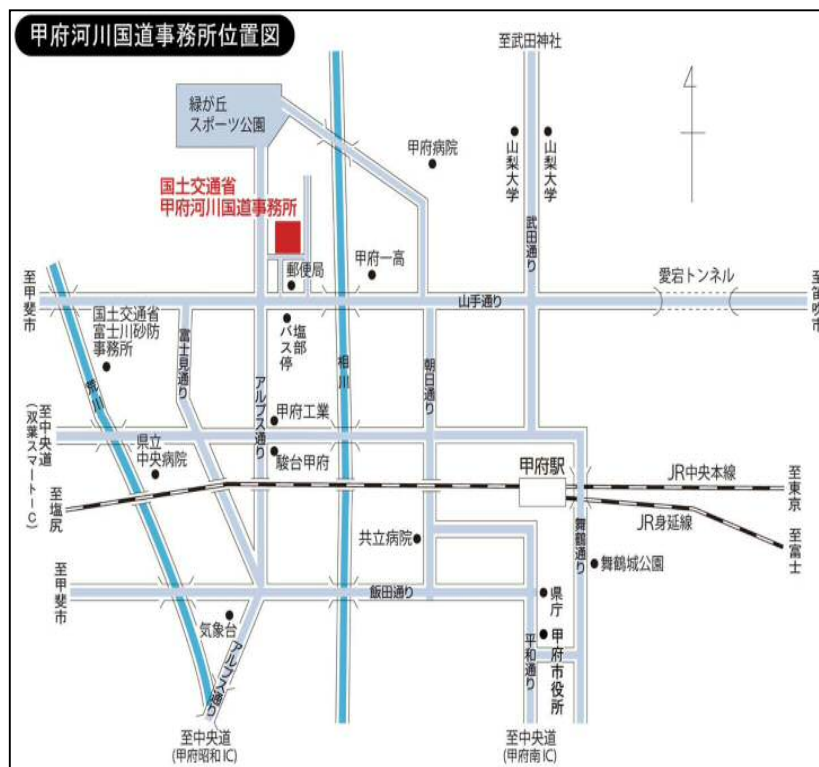 甲府河川国道事務所位置図
至武田神社
緑が丘
スポーツ公園
甲府病院
山梨大学
山梨大学
国土交通省
甲府河川国道事務所
武田通り
郵便局
甲府一高
愛宕トンネル
至甲斐市
山手通り
至笛吹市
国土交通省
富士川砂防
事務所
富士見通り
塩部
バス停
相川
朝日通り
荒川
アルプス通り
甲府工業
至中央道
(双葉スマートIC)
県立
中央病院
駿台甲府
甲府駅
JR中央本線
至東京
至塩尻
JR身延線
至富士
舞鶴通り
共立病院
舞鶴城公園
至甲斐市
飯田通り
県庁
気象台
甲府市役所
平和通り
アルプス通り
至中央道
(甲府昭和IC)
至中央道
(甲府南IC)